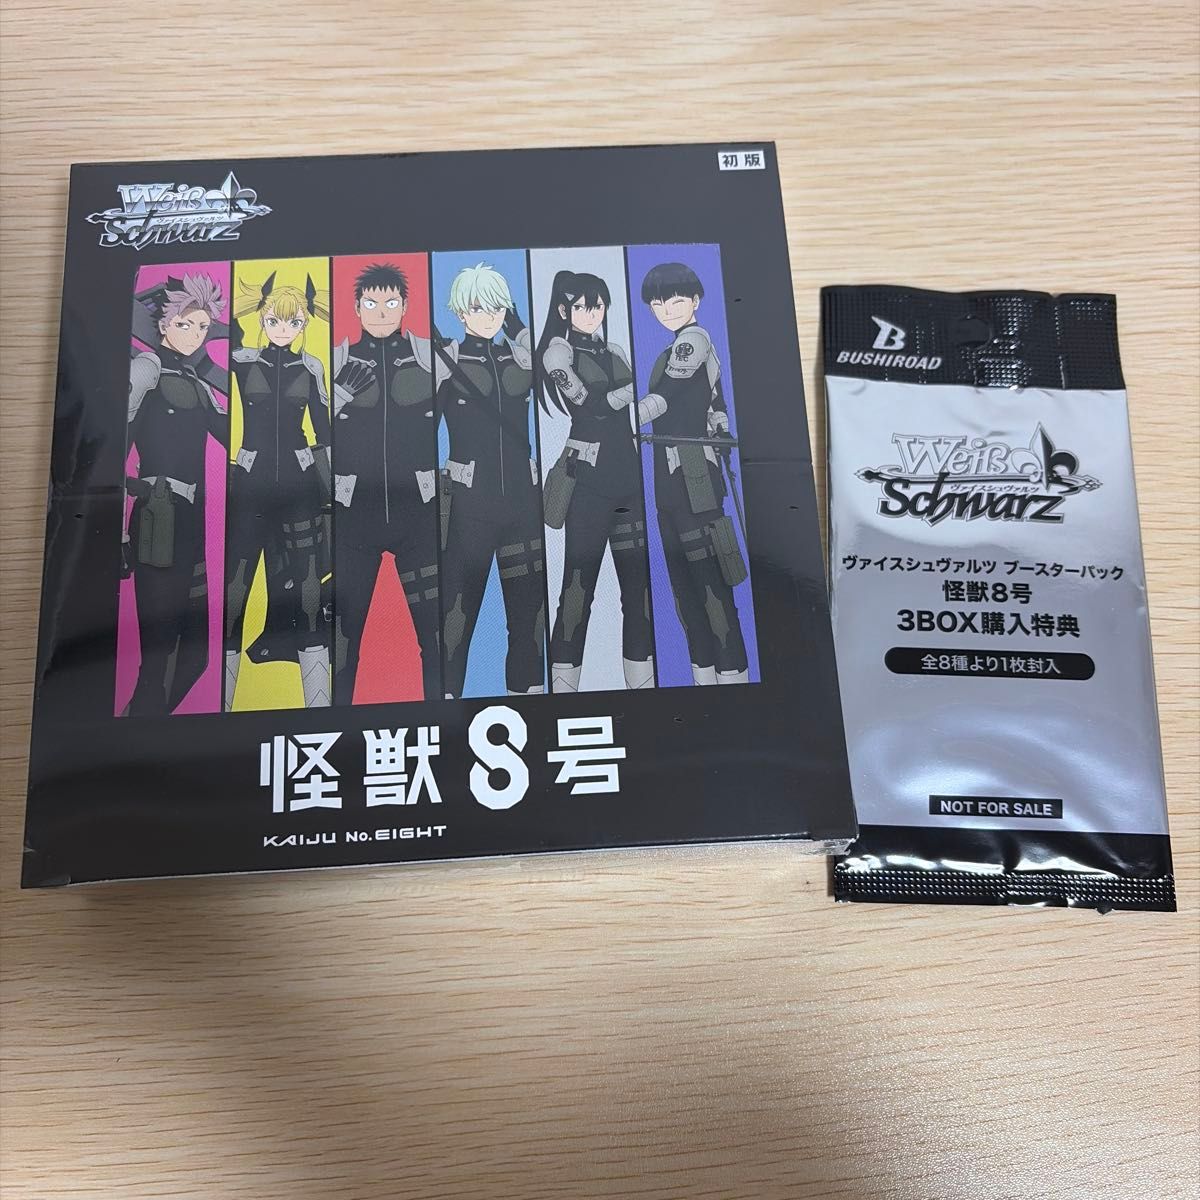 初版
Weiß
ヴァイスシュヴァルツ
Schwarz
TEC
怪獣8号
KAIJU No.EIGHT
B
BUSHIROAD
Weiß
ヴァイスシュヴァルツ
Schwarz
ヴァイスシュヴァルツ ブースターパック
怪獣8号
3BOX購入特典
全8種より1枚封入
NOT FOR SALE